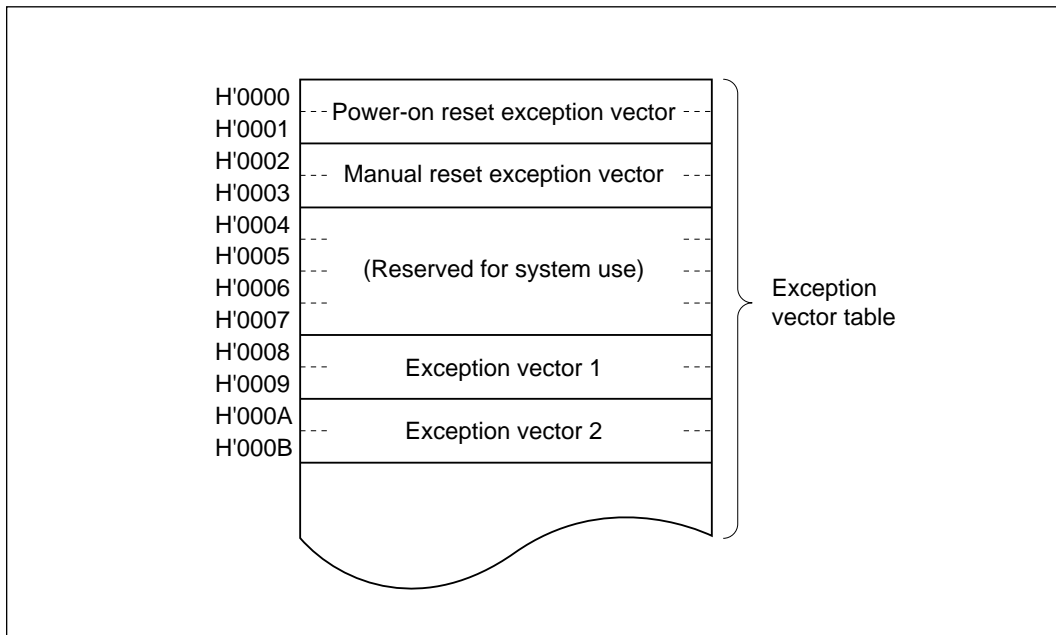 H'0000
Power-on reset exception vector
H'0001
H'0002
Manual reset exception vector
H'0003
H'0004
H'0005
(Reserved for system use)
H'0006
H'0007
H'0008
Exception vector 1
H'0009
H'000A
Exception vector 2
H'000B
Exception
vector table